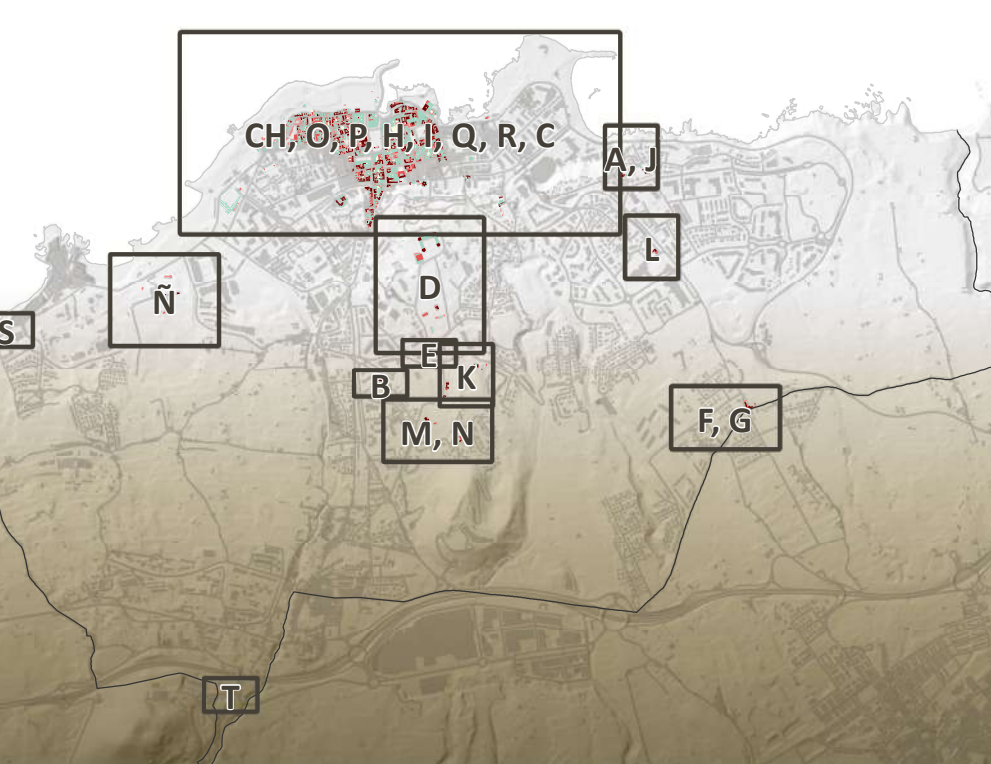 CH, O, P, H, I, Q, R, C
A, J
L
D
Ñ
S
E
K
B
F, G
M, N
T